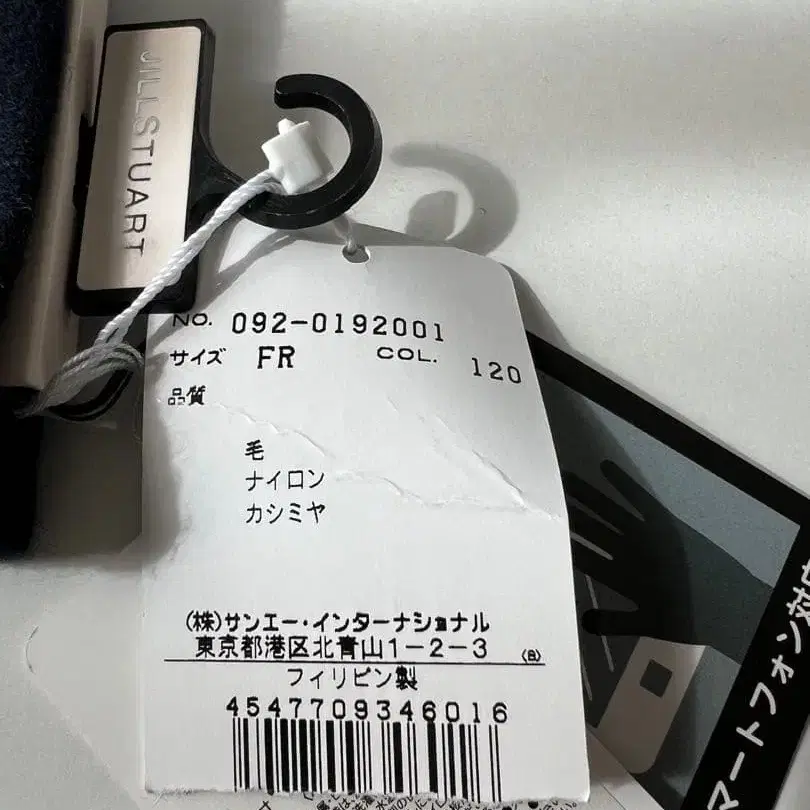 JILLSTUART
NO. 092-0192001
サイズ FR COL. 120
品質
毛
ナイロン
カシミヤ
(株)サンエー・インターナショナル
東京都港区北青山1-2-3 (B)
フィリピン製
4547709346016
マートフォン対